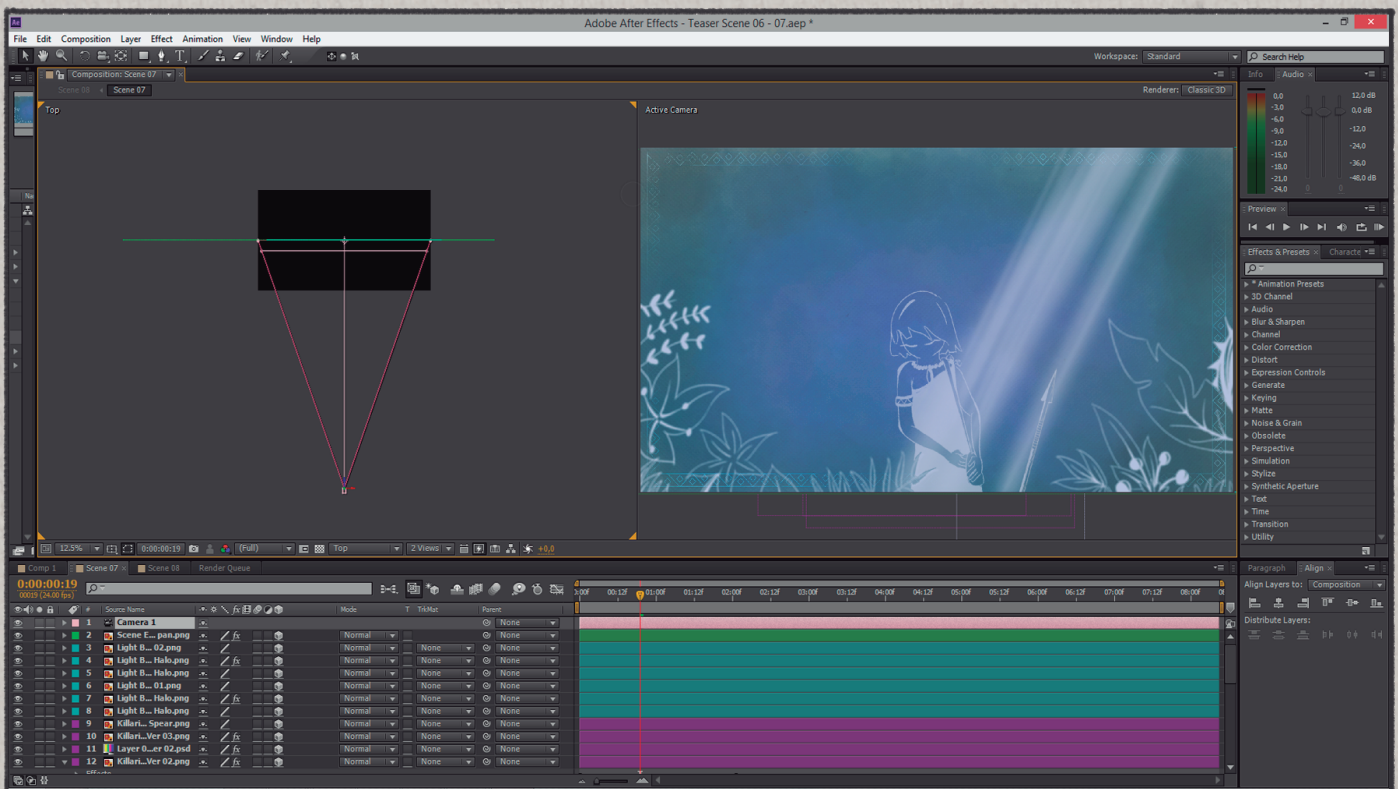 Ae
Adobe After Effects - Teaser Scene 06 - 07.aep *
File Edit Composition Layer Effect Animation View Window Help
Workspace: Standard
Search Help
Composition: Scene 07
Scene 08 Scene 07
Renderer: Classic 3D
Top
Active Camera
Na
12.5% 0:00:00:19 (Full) Top 2 Views +0,0
Info Audio
0,0 12,0 dB
-3,0 0,0 dB
-6,0
-9,0 -12,0
-12,0 -24,0
-15,0
-18,0 -36,0
-21,0 -48,0 dB
-24,0 0 0
Preview
Effects & Presets Characte
* Animation Presets
3D Channel
Audio
Blur & Sharpen
Channel
Color Correction
Distort
Expression Controls
Generate
Keying
Matte
Noise & Grain
Obsolete
Perspective
Simulation
Stylize
Synthetic Aperture
Text
Time
Transition
Utility
Comp 1 Scene 07 Scene 08 Render Queue
0:00:00:19
00019 (24.00 fps)
:00f 00:12f 01:00f 01:12f 02:00f 02:12f 03:00f 03:12f 04:00f 04:12f 05:00f 05:12f 06:00f 06:12f 07:00f 07:12f 08:00f 0
# Source Name fx Mode T TrkMat Parent
1 Camera 1 None
2 Scene E... pan.png fx Normal None
3 Light B... 02.png Normal None None
4 Light B... Halo.png fx Normal None None
5 Light B... Halo.png Normal None None
6 Light B... 01.png Normal None None
7 Light B... Halo.png fx Normal None None
8 Light B... Halo.png Normal None None
9 Killari... Spear.png Normal None None
10 Killari...Ver 03.png fx Normal None None
11 Layer 0...er 02.psd Normal None None
12 Killari...Ver 02.png fx Normal None None
Effects
Paragraph Align
Align Layers to: Composition
Distribute Layers: